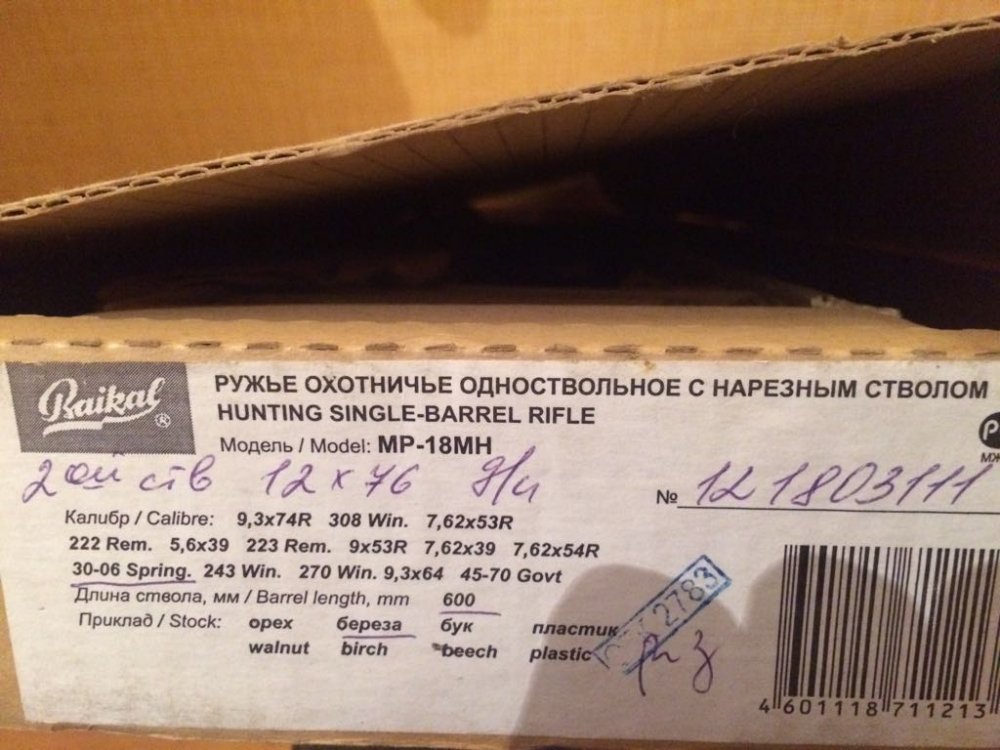 Baikal ®
РУЖЬЕ ОХОТНИЧЬЕ ОДНОСТВОЛЬНОЕ С НАРЕЗНЫМ СТВОЛОМ
HUNTING SINGLE-BARREL RIFLE
Модель / Model: МР-18МН
2ой ств 12х76 д/н
№ 121803111
Калибр / Calibre: 9,3x74R 308 Win. 7,62x53R
222 Rem. 5,6x39 223 Rem. 9x53R 7,62x39 7,62x54R
30-06 Spring. 243 Win. 270 Win. 9,3x64 45-70 Govt
Длина ствола, мм / Barrel length, mm 600
Приклад / Stock: орех береза бук пластик
walnut birch beech plastic
2783
4 601118 711213